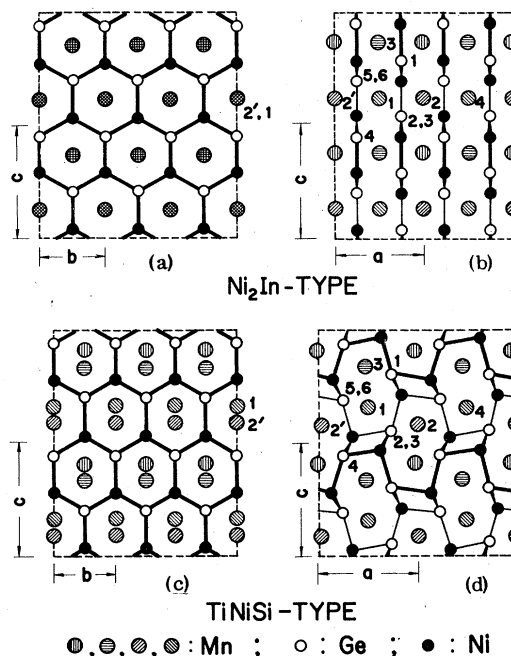 3
1
5,6
2',1
2'
1
2
4
4
2,3
c
c
b
a
(a)
(b)
Ni₂In-TYPE
3
1
5,6
1
1
4
2'
2'
2
2,3
4
c
c
b
a
(c)
(d)
TiNiSi-TYPE
, , , : Mn ; : Ge ; : Ni